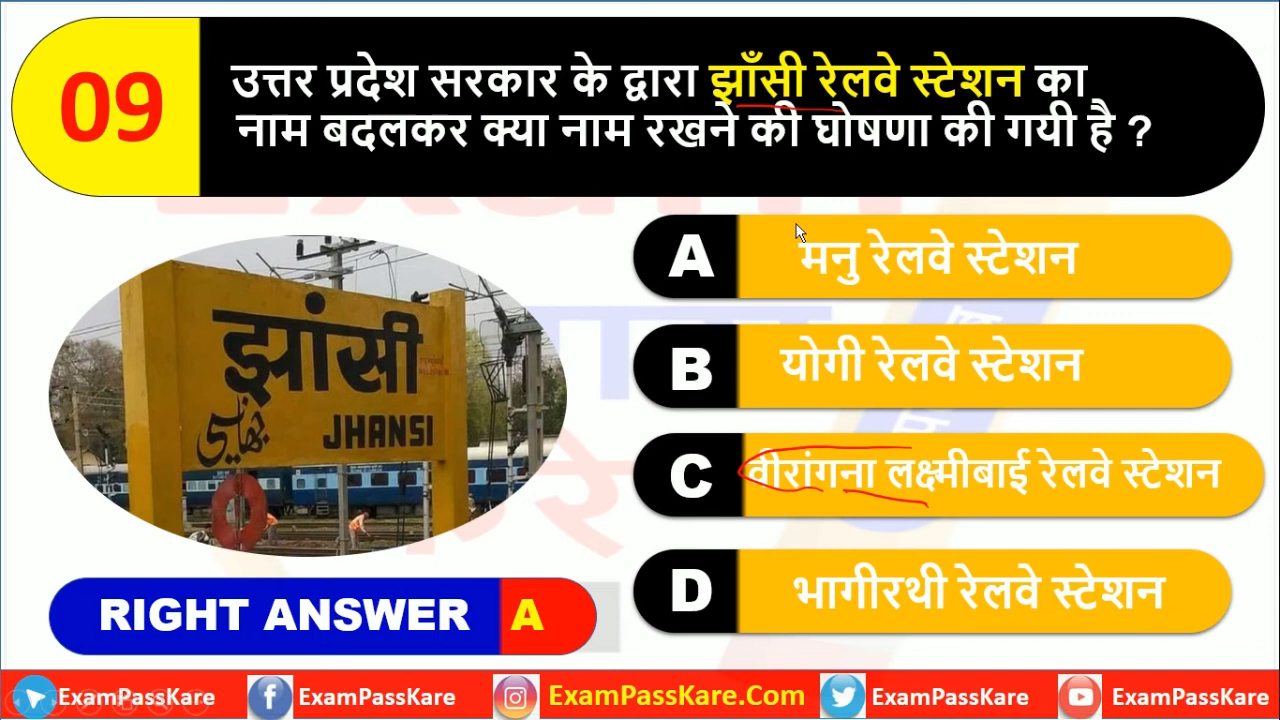 09
उत्तर प्रदेश सरकार के द्वारा झाँसी रेलवे स्टेशन का
नाम बदलकर क्या नाम रखने की घोषणा की गयी है ?
A मनु रेलवे स्टेशन
B योगी रेलवे स्टेशन
C वीरांगना लक्ष्मीबाई रेलवे स्टेशन
D भागीरथी रेलवे स्टेशन
झांसी
جھانسی
JHANSI
RIGHT ANSWER A
ExamPassKare ExamPassKare ExamPassKare.Com ExamPassKare ExamPassKare